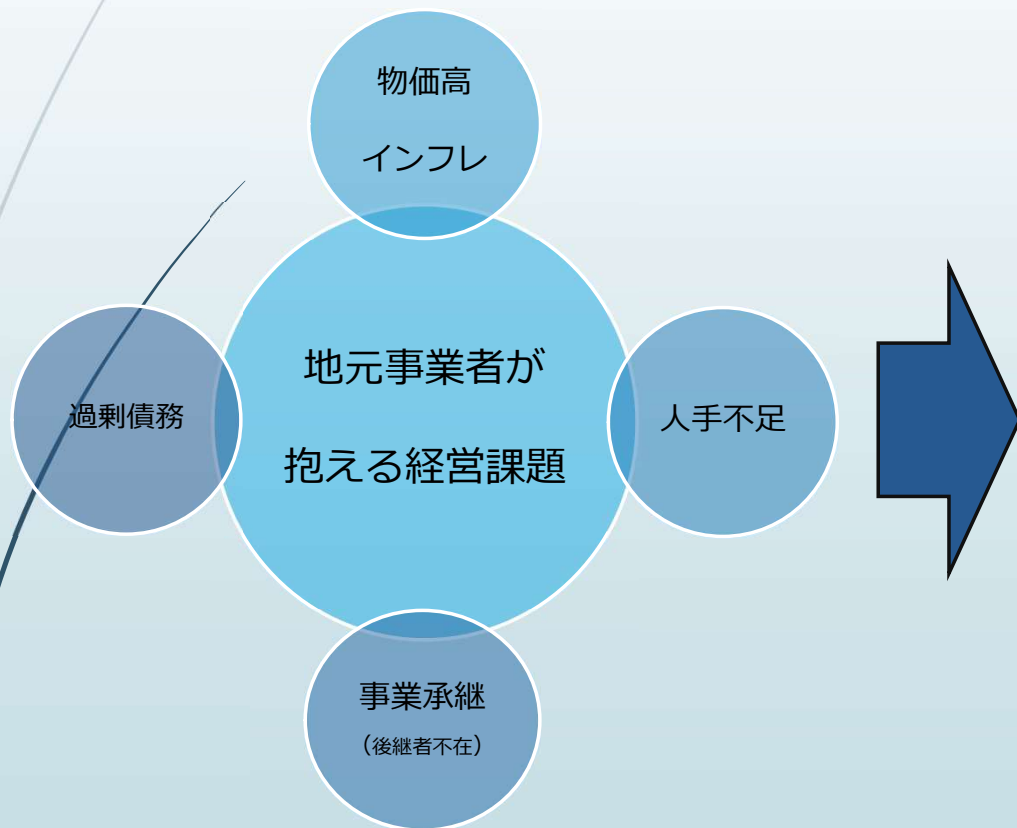 物価高
インフレ
地元事業者が
抱える経営課題
過剰債務
人手不足
事業承継
（後継者不在）